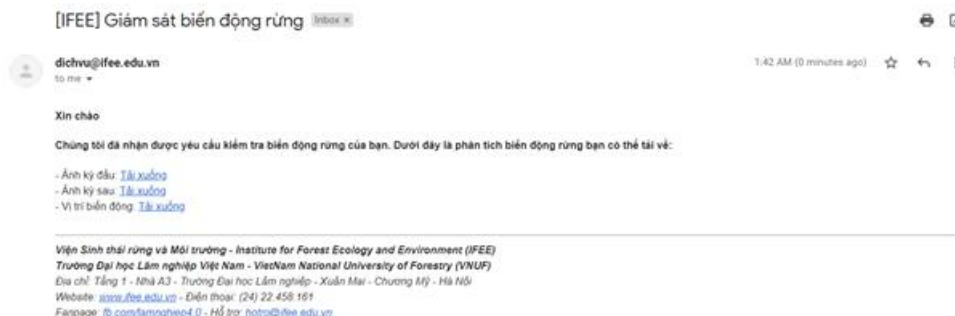 [IFEE] Giám sát biến động rừng Inbox ×
dichvu@ifee.edu.vn 1:42 AM (0 minutes ago)
to me
Xin chào
Chúng tôi đã nhận được yêu cầu kiểm tra biến động rừng của bạn. Dưới đây là phân tích biến động rừng bạn có thể tải về:
- Ảnh kỳ đầu: Tải xuống
- Ảnh kỳ sau: Tải xuống
- Vị trí biến động: Tải xuống
Viện Sinh thái rừng và Môi trường - Institute for Forest Ecology and Environment (IFEE)
Trường Đại học Lâm nghiệp Việt Nam - VietNam National University of Forestry (VNUF)
Địa chỉ: Tầng 1 - Nhà A3 - Trường Đại học Lâm nghiệp - Xuân Mai - Chương Mỹ - Hà Nội
Website: www.ifee.edu.vn - Điện thoại: (24) 22.458.161
Fanpage: fb.com/lamnghiep4.0 - Hỗ trợ: hotro@ifee.edu.vn